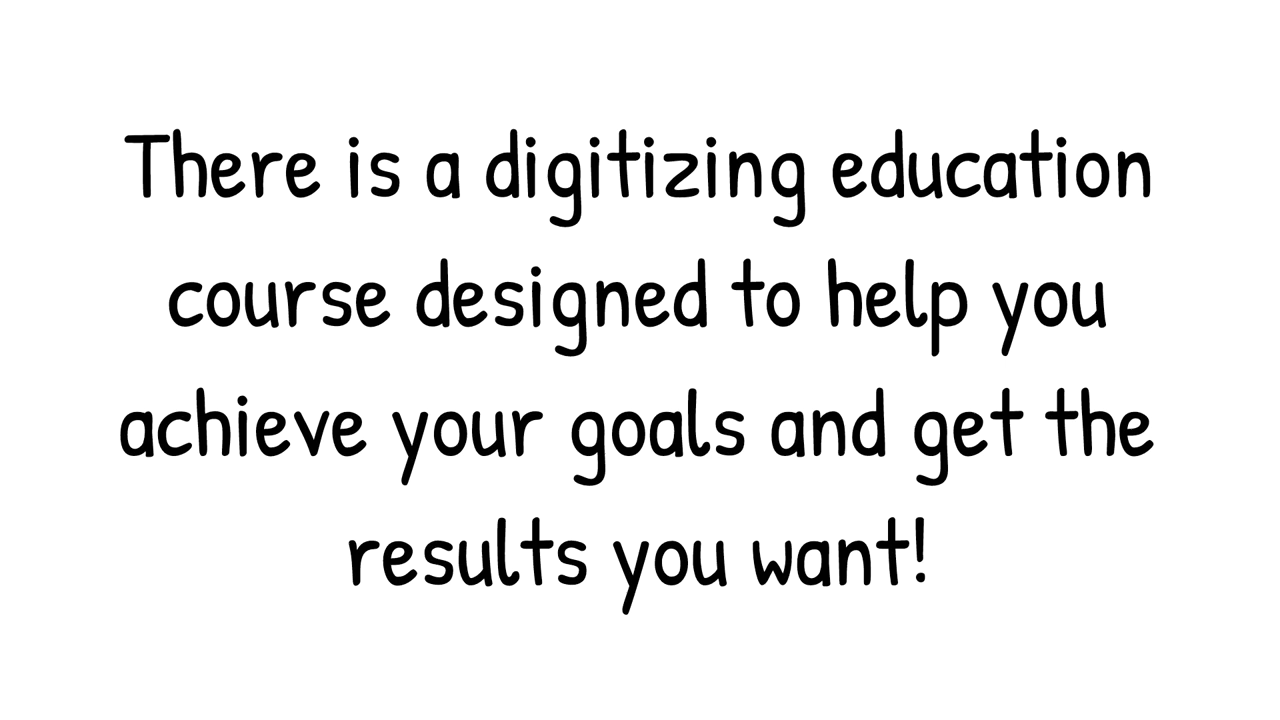 There is a digitizing education
course designed to help you
achieve your goals and get the
results you want!